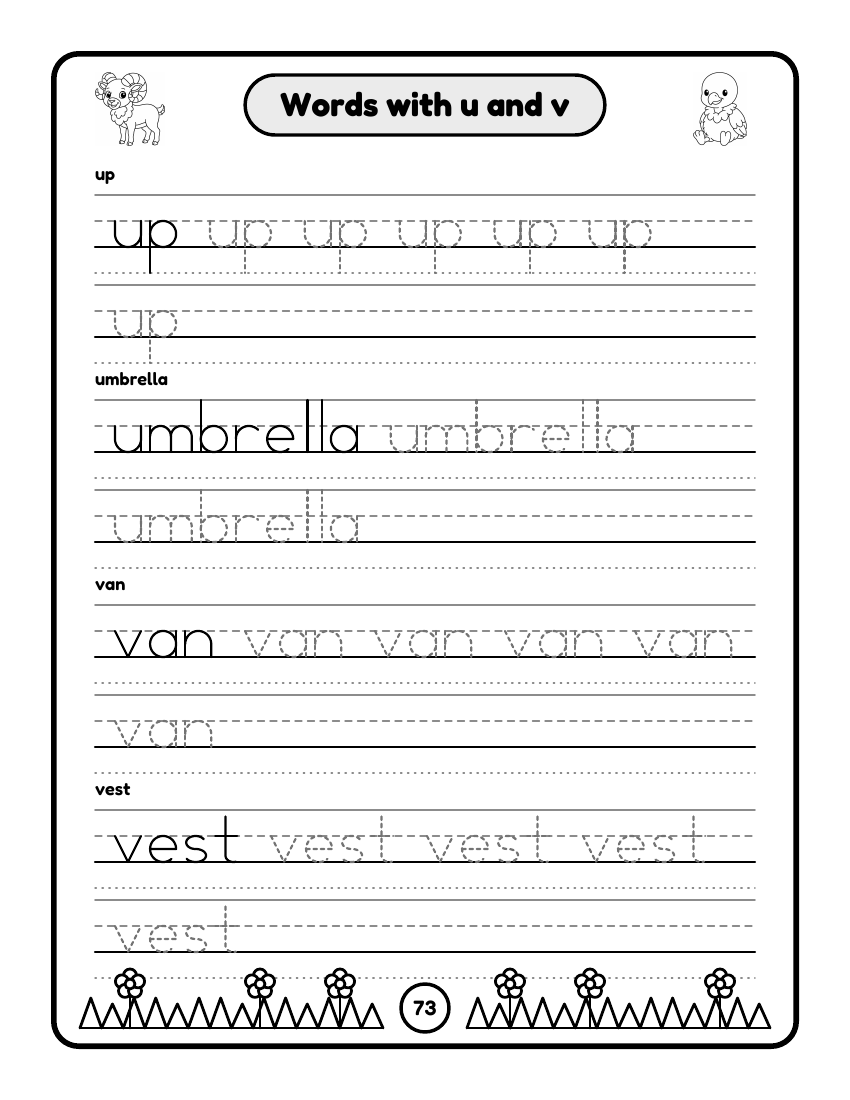 Words with u and v
up
up up up up up up
up
umbrella
umbrella umbrella
umbrella
van
van van van van van
van
vest
vest vest vest vest
vest
73